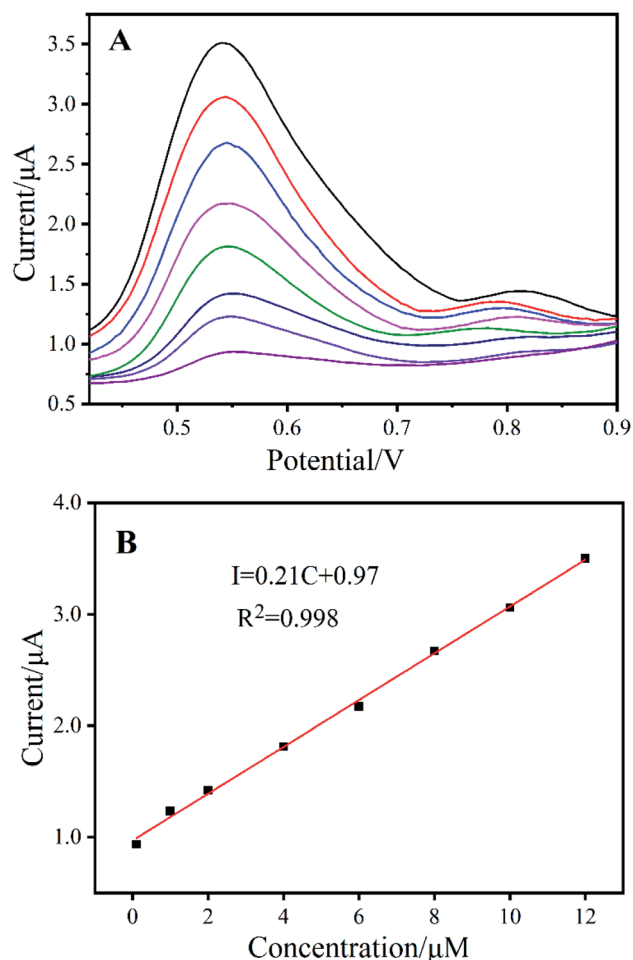 A
3.5
3.0
2.5
2.0
1.5
1.0
0.5
Current/μA
0.5 0.6 0.7 0.8 0.9
Potential/V
B
4.0
3.0
2.0
1.0
I=0.21C+0.97
R²=0.998
Current/μA
0 2 4 6 8 10 12
Concentration/μM